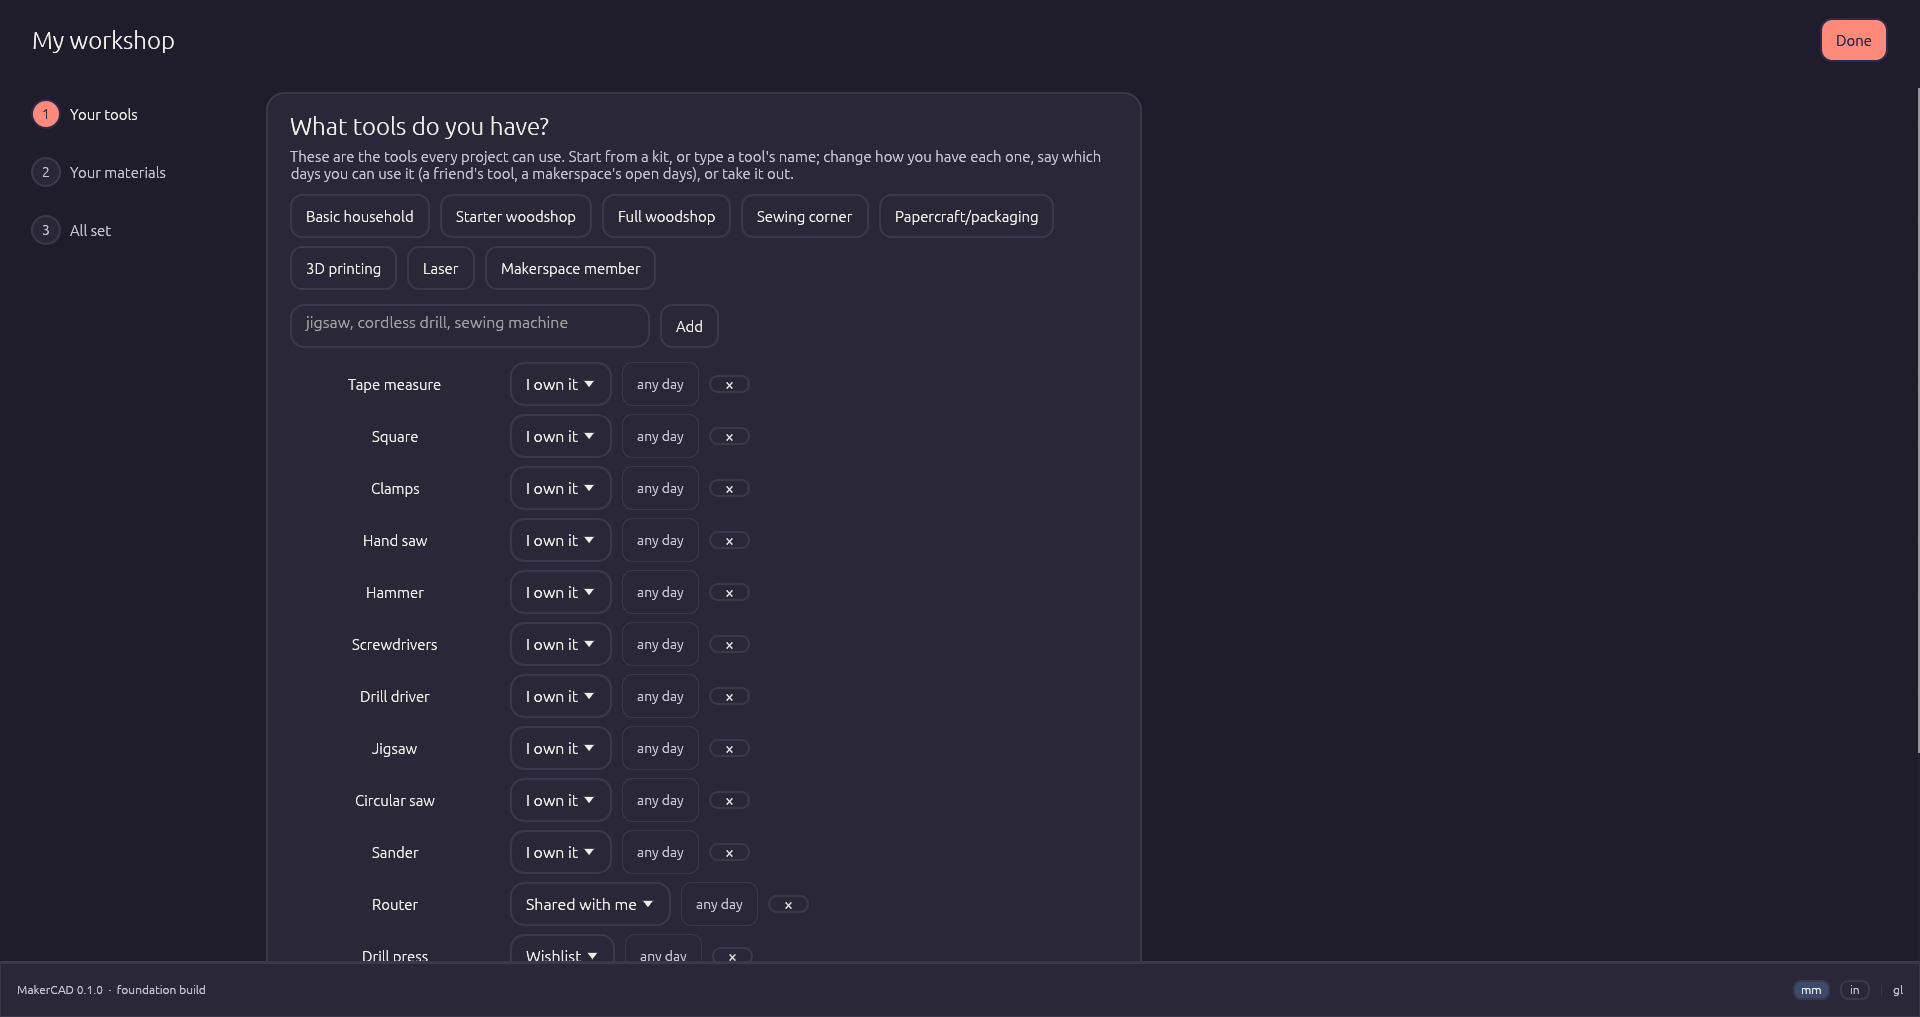 My workshop
Done
1 Your tools
2 Your materials
3 All set
What tools do you have?
These are the tools every project can use. Start from a kit, or type a tool's name; change how you have each one, say which
days you can use it (a friend's tool, a makerspace's open days), or take it out.
Basic household Starter woodshop Full woodshop Sewing corner Papercraft/packaging
3D printing Laser Makerspace member
jigsaw, cordless drill, sewing machine Add
Tape measure I own it any day x
Square I own it any day x
Clamps I own it any day x
Hand saw I own it any day x
Hammer I own it any day x
Screwdrivers I own it any day x
Drill driver I own it any day x
Jigsaw I own it any day x
Circular saw I own it any day x
Sander I own it any day x
Router Shared with me any day x
Drill press Wishlist any day x
MakerCAD 0.1.0 · foundation build mm in gl